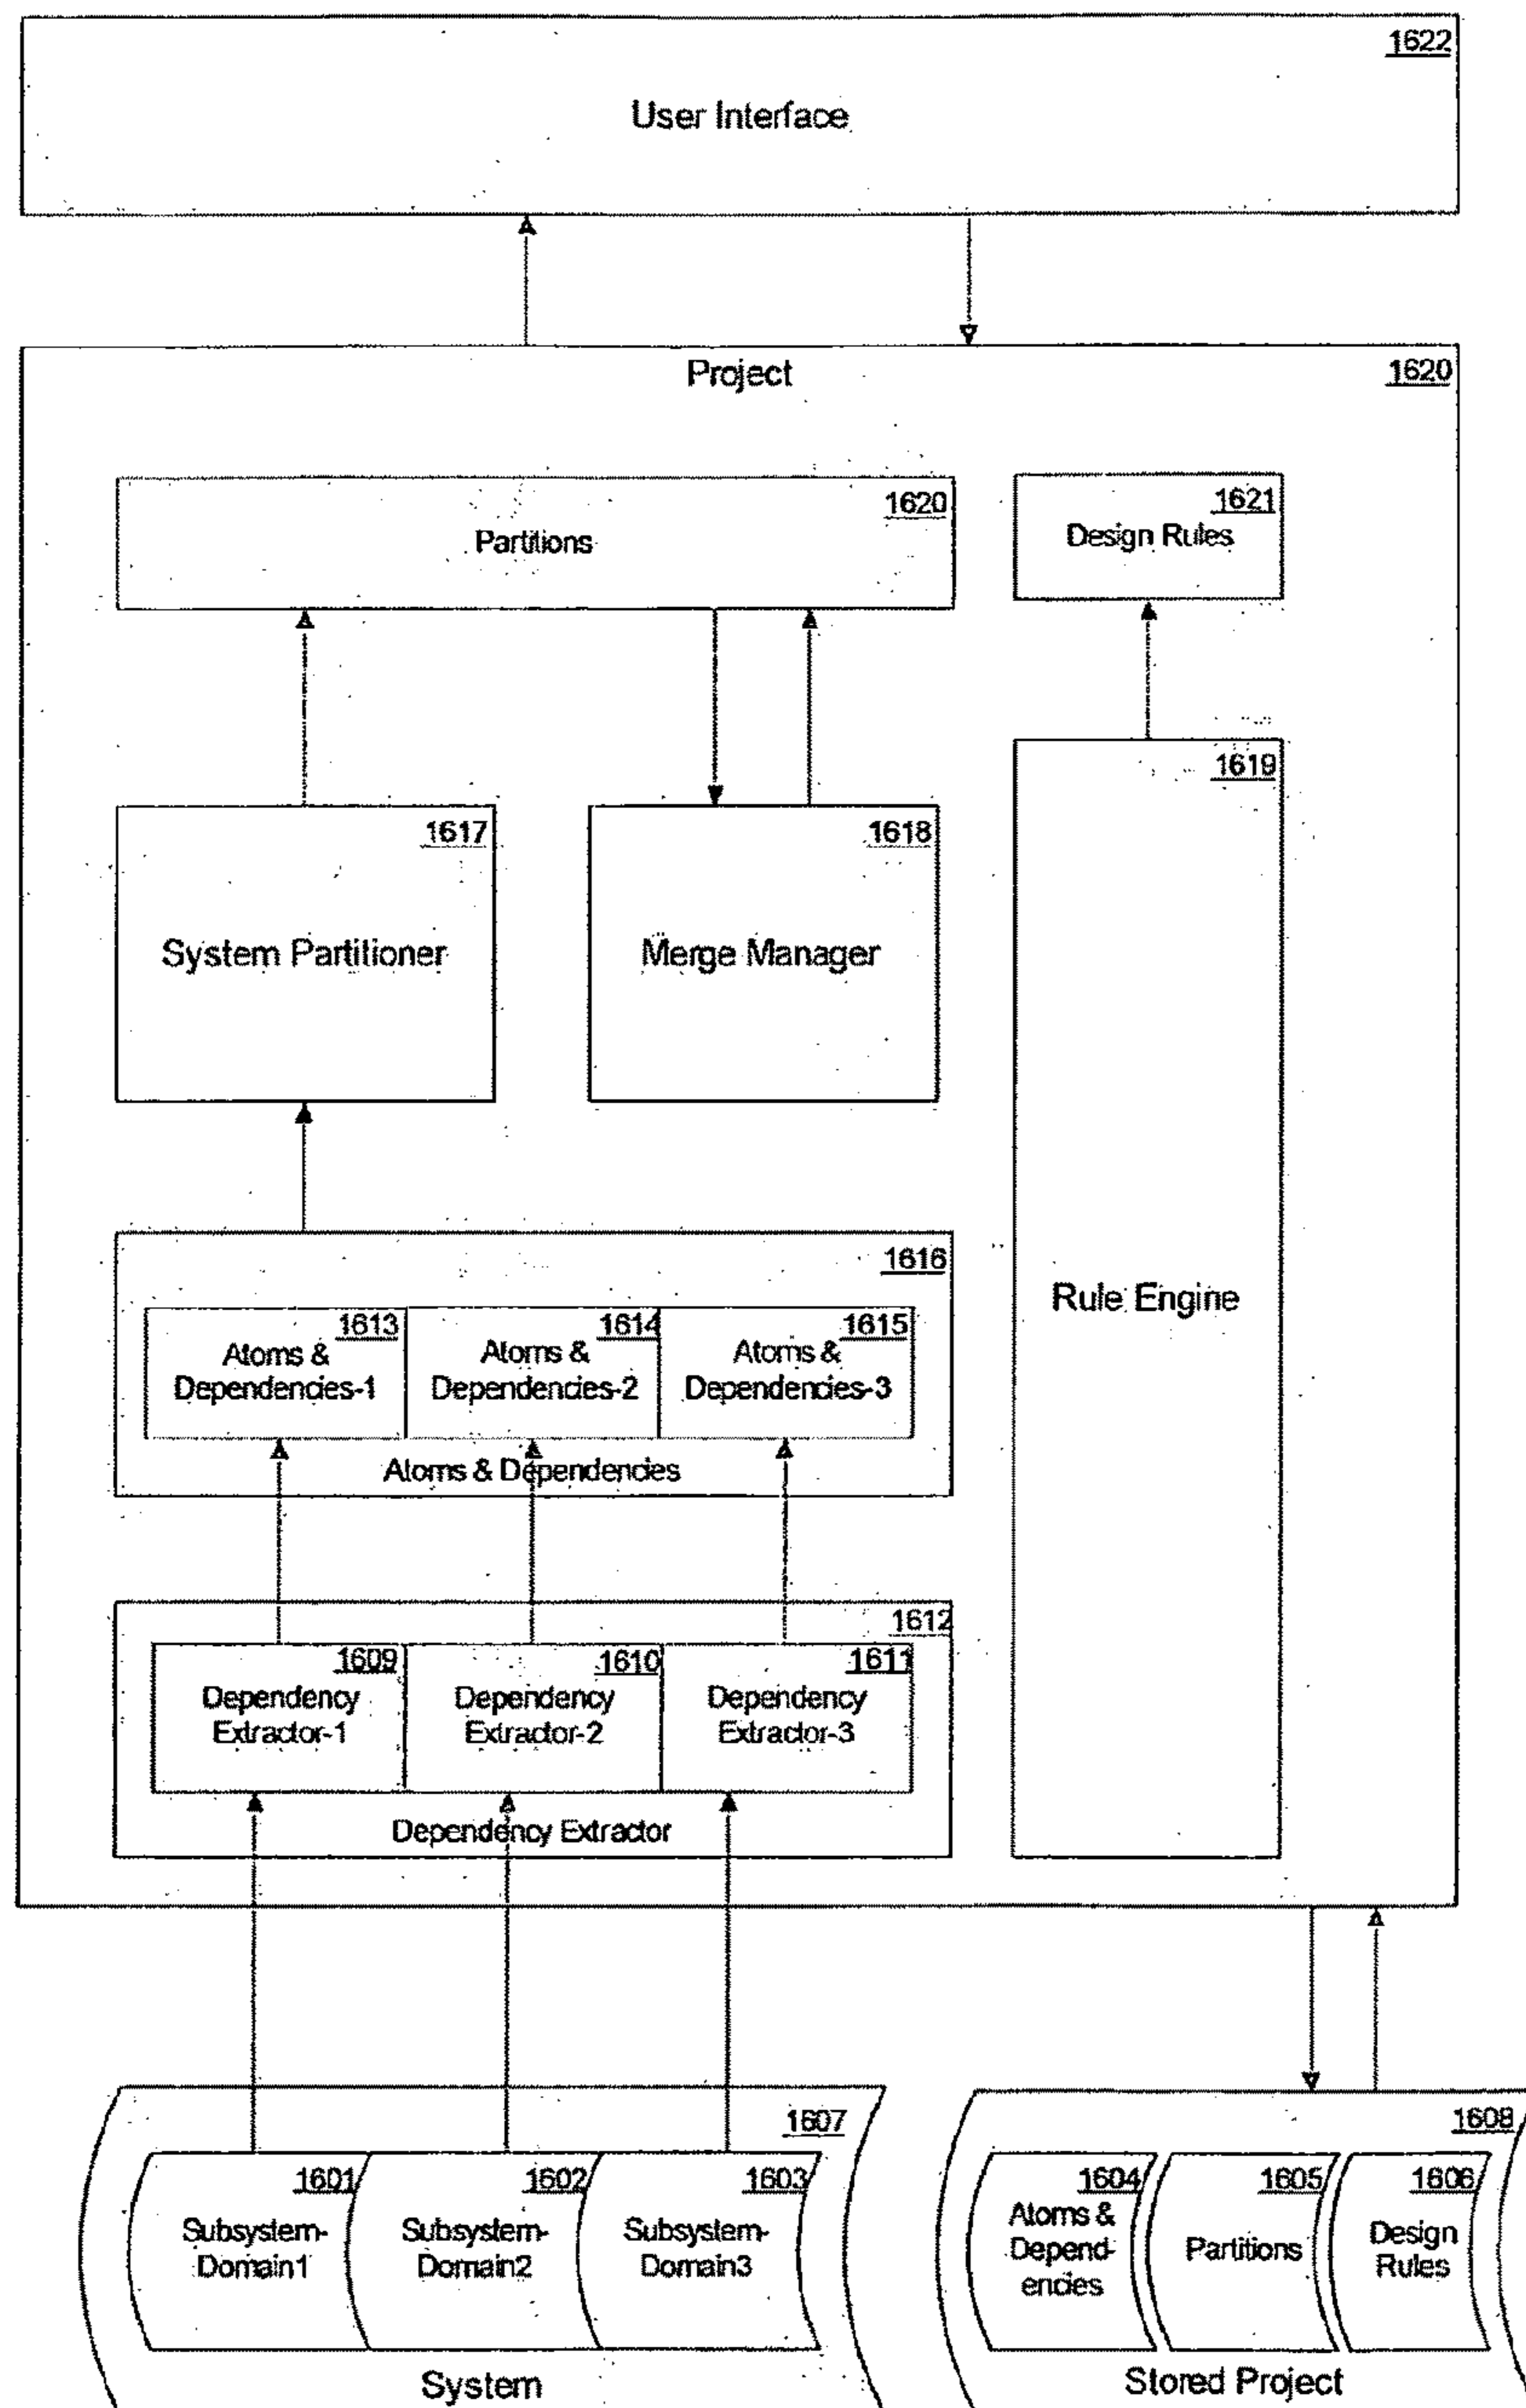 1622
User Interface
Project
1620
1620
Partitions
1621
Design Rules
1617
System Partitioner
1618
Merge Manager
1619
Rule Engine
1616
1613
Atoms &
Dependencies-1
1614
Atoms &
Dependencies-2
1615
Atoms &
Dependencies-3
Atoms & Dependencies
1612
1609
Dependency
Extractor-1
1610
Dependency
Extractor-2
1611
Dependency
Extractor-3
Dependency Extractor
1607
1601
Subsystem-
Domain1
1602
Subsystem-
Domain2
1603
Subsystem-
Domain3
System
1608
1604
Atoms &
Depend-
encies
1605
Partitions
1606
Design
Rules
Stored Project